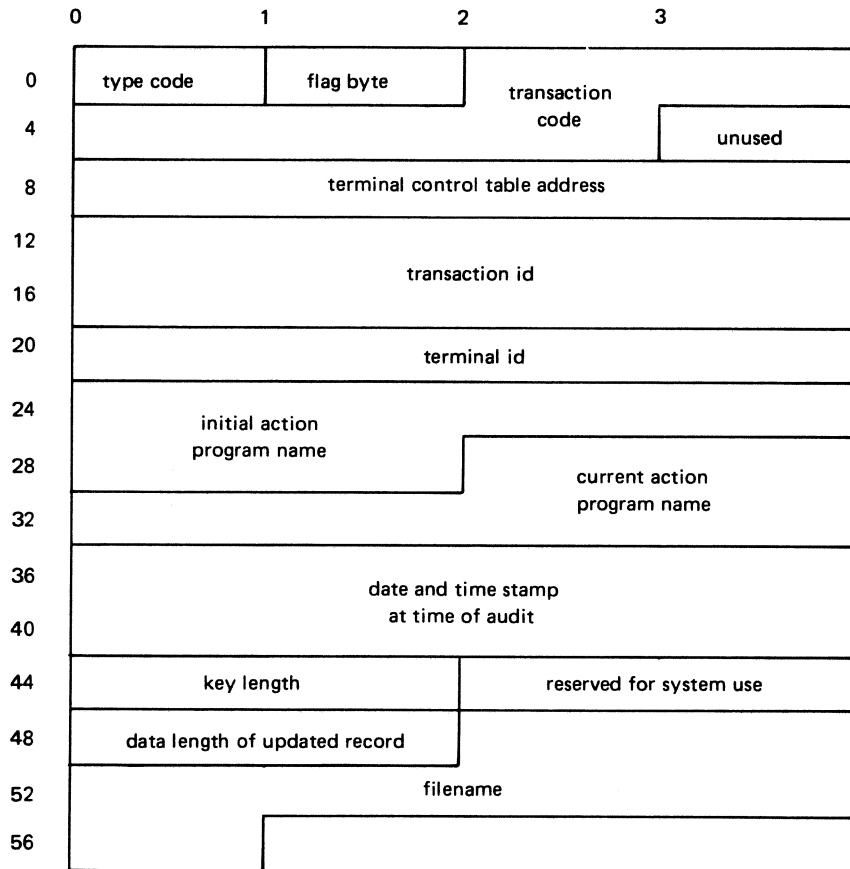 0 1 2 3
0 type code flag byte transaction
code
4 unused
8 terminal control table address
12
transaction id
16
20 terminal id
24 initial action
program name
28 current action
program name
32
36 date and time stamp
at time of audit
40
44 key length reserved for system use
48 data length of updated record
52 filename
56